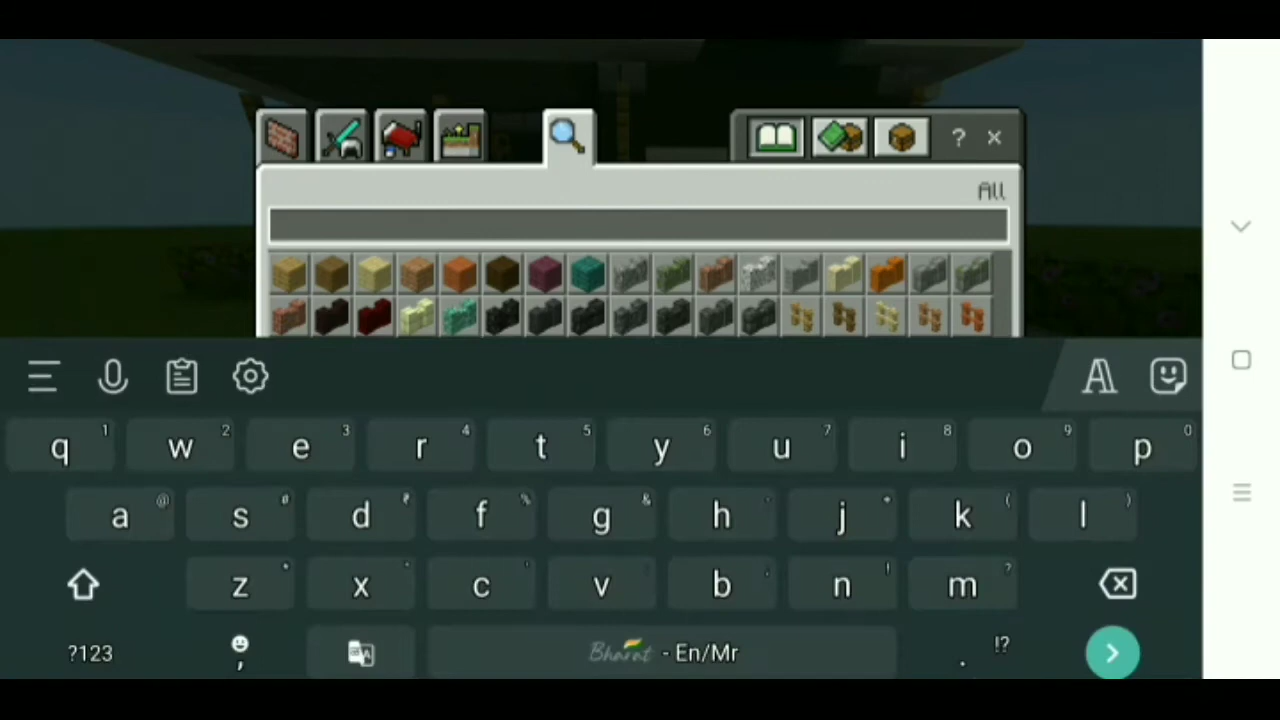 ?
All
1 2 3 4 5 6 7 8 9 0
q w e r t y u i o p
@ # ₹ % & - + ( )
a s d f g h j k l
z x c v b n m
?123 , Bharat - En/Mr . !?